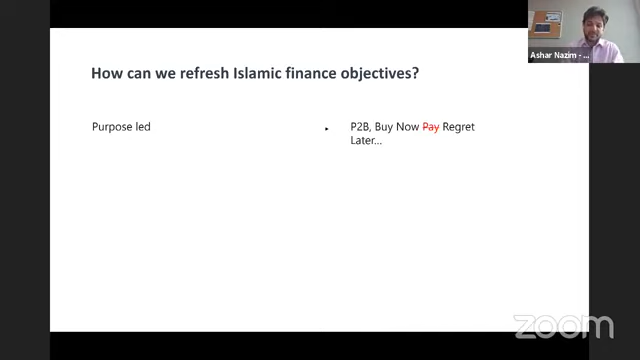 How can we refresh Islamic finance objectives?
Purpose led
P2B, Buy Now Pay Regret
Later...
Ashar Nazim - ...
zoom